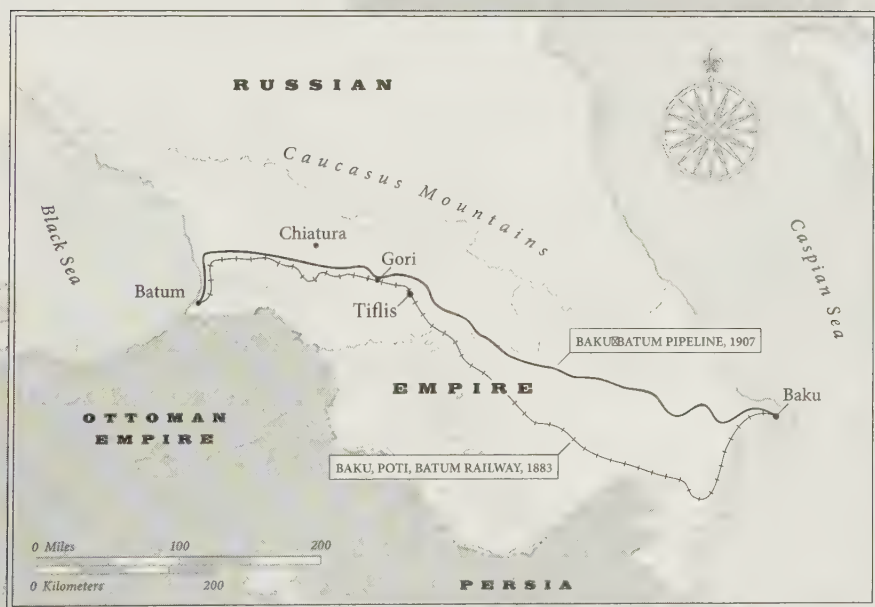 RUSSIAN
Caucasus Mountains
Black Sea
Caspian Sea
Chiatura
Gori
Batum
Tiflis
BAKU☒BATUM PIPELINE, 1907
EMPIRE
Baku
OTTOMAN
EMPIRE
BAKU, POTI, BATUM RAILWAY, 1883
0 Miles 100 200
0 Kilometers 200
PERSIA